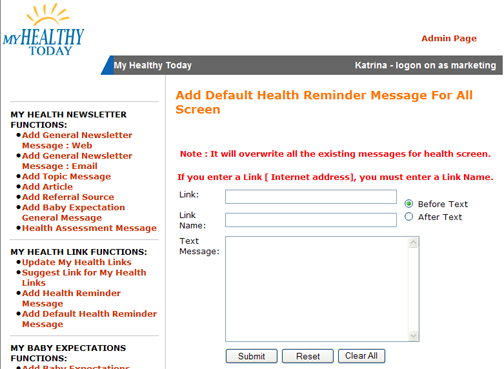 MY HEALTHY
TODAY
Admin Page
My Healthy Today
Katrina - logon on as marketing
MY HEALTH NEWSLETTER
FUNCTIONS:
Add General Newsletter
Message : Web
Add General Newsletter
Message : Email
Add Topic Message
Add Article
Add Referral Source
Add Baby Expectation
General Message
Health Assessment Message
MY HEALTH LINK FUNCTIONS:
Update My Health Links
Suggest Link for My Health
Links
Add Health Reminder
Message
Add Default Health Reminder
Message
MY BABY EXPECTATIONS
FUNCTIONS:
Add Baby Expectations
Add Default Health Reminder Message For All
Screen
Note : It will overwrite all the existing messages for health screen.
If you enter a Link [ Internet address], you must enter a Link Name.
Link:
Before Text
Link
Name:
After Text
Text
Message:
Submit
Reset
Clear All